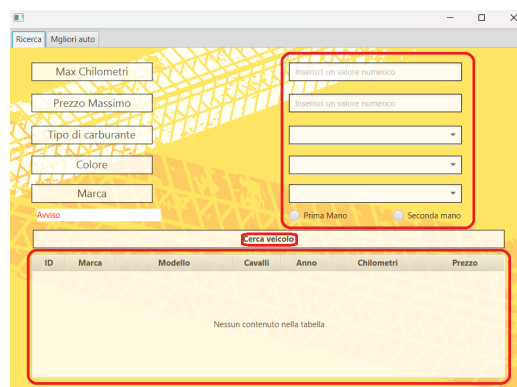 Ricerca Mgliori auto
Max Chilometri Inserisci un valore numerico
Prezzo Massimo Inserisci un valore numerico
Tipo di carburante
Colore
Marca
Avviso Prima Mano Seconda mano
Cerca veicolo
ID Marca Modello Cavalli Anno Chilometri Prezzo
Nessun contenuto nella tabella